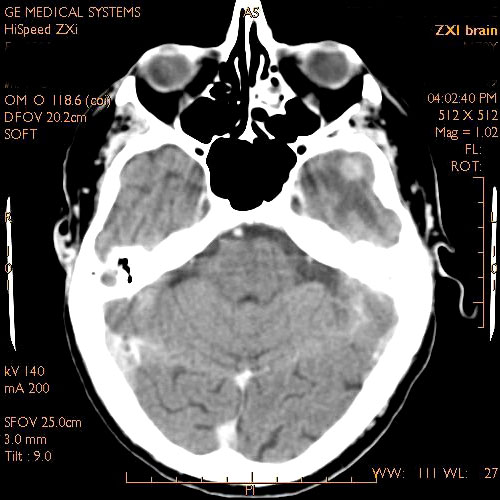 GE MEDICAL SYSTEMS
HiSpeed ZXi
A5
ZXI brain
OM O 118.6 (coi)
DFOV 20.2cm
SOFT
04:02:40 PM
512 X 512
Mag = 1.02
FL:
ROT:
R
L
kV 140
mA 200
SFOV 25.0cm
3.0 mm
Tilt : 9.0
WW: 111 WL: 27